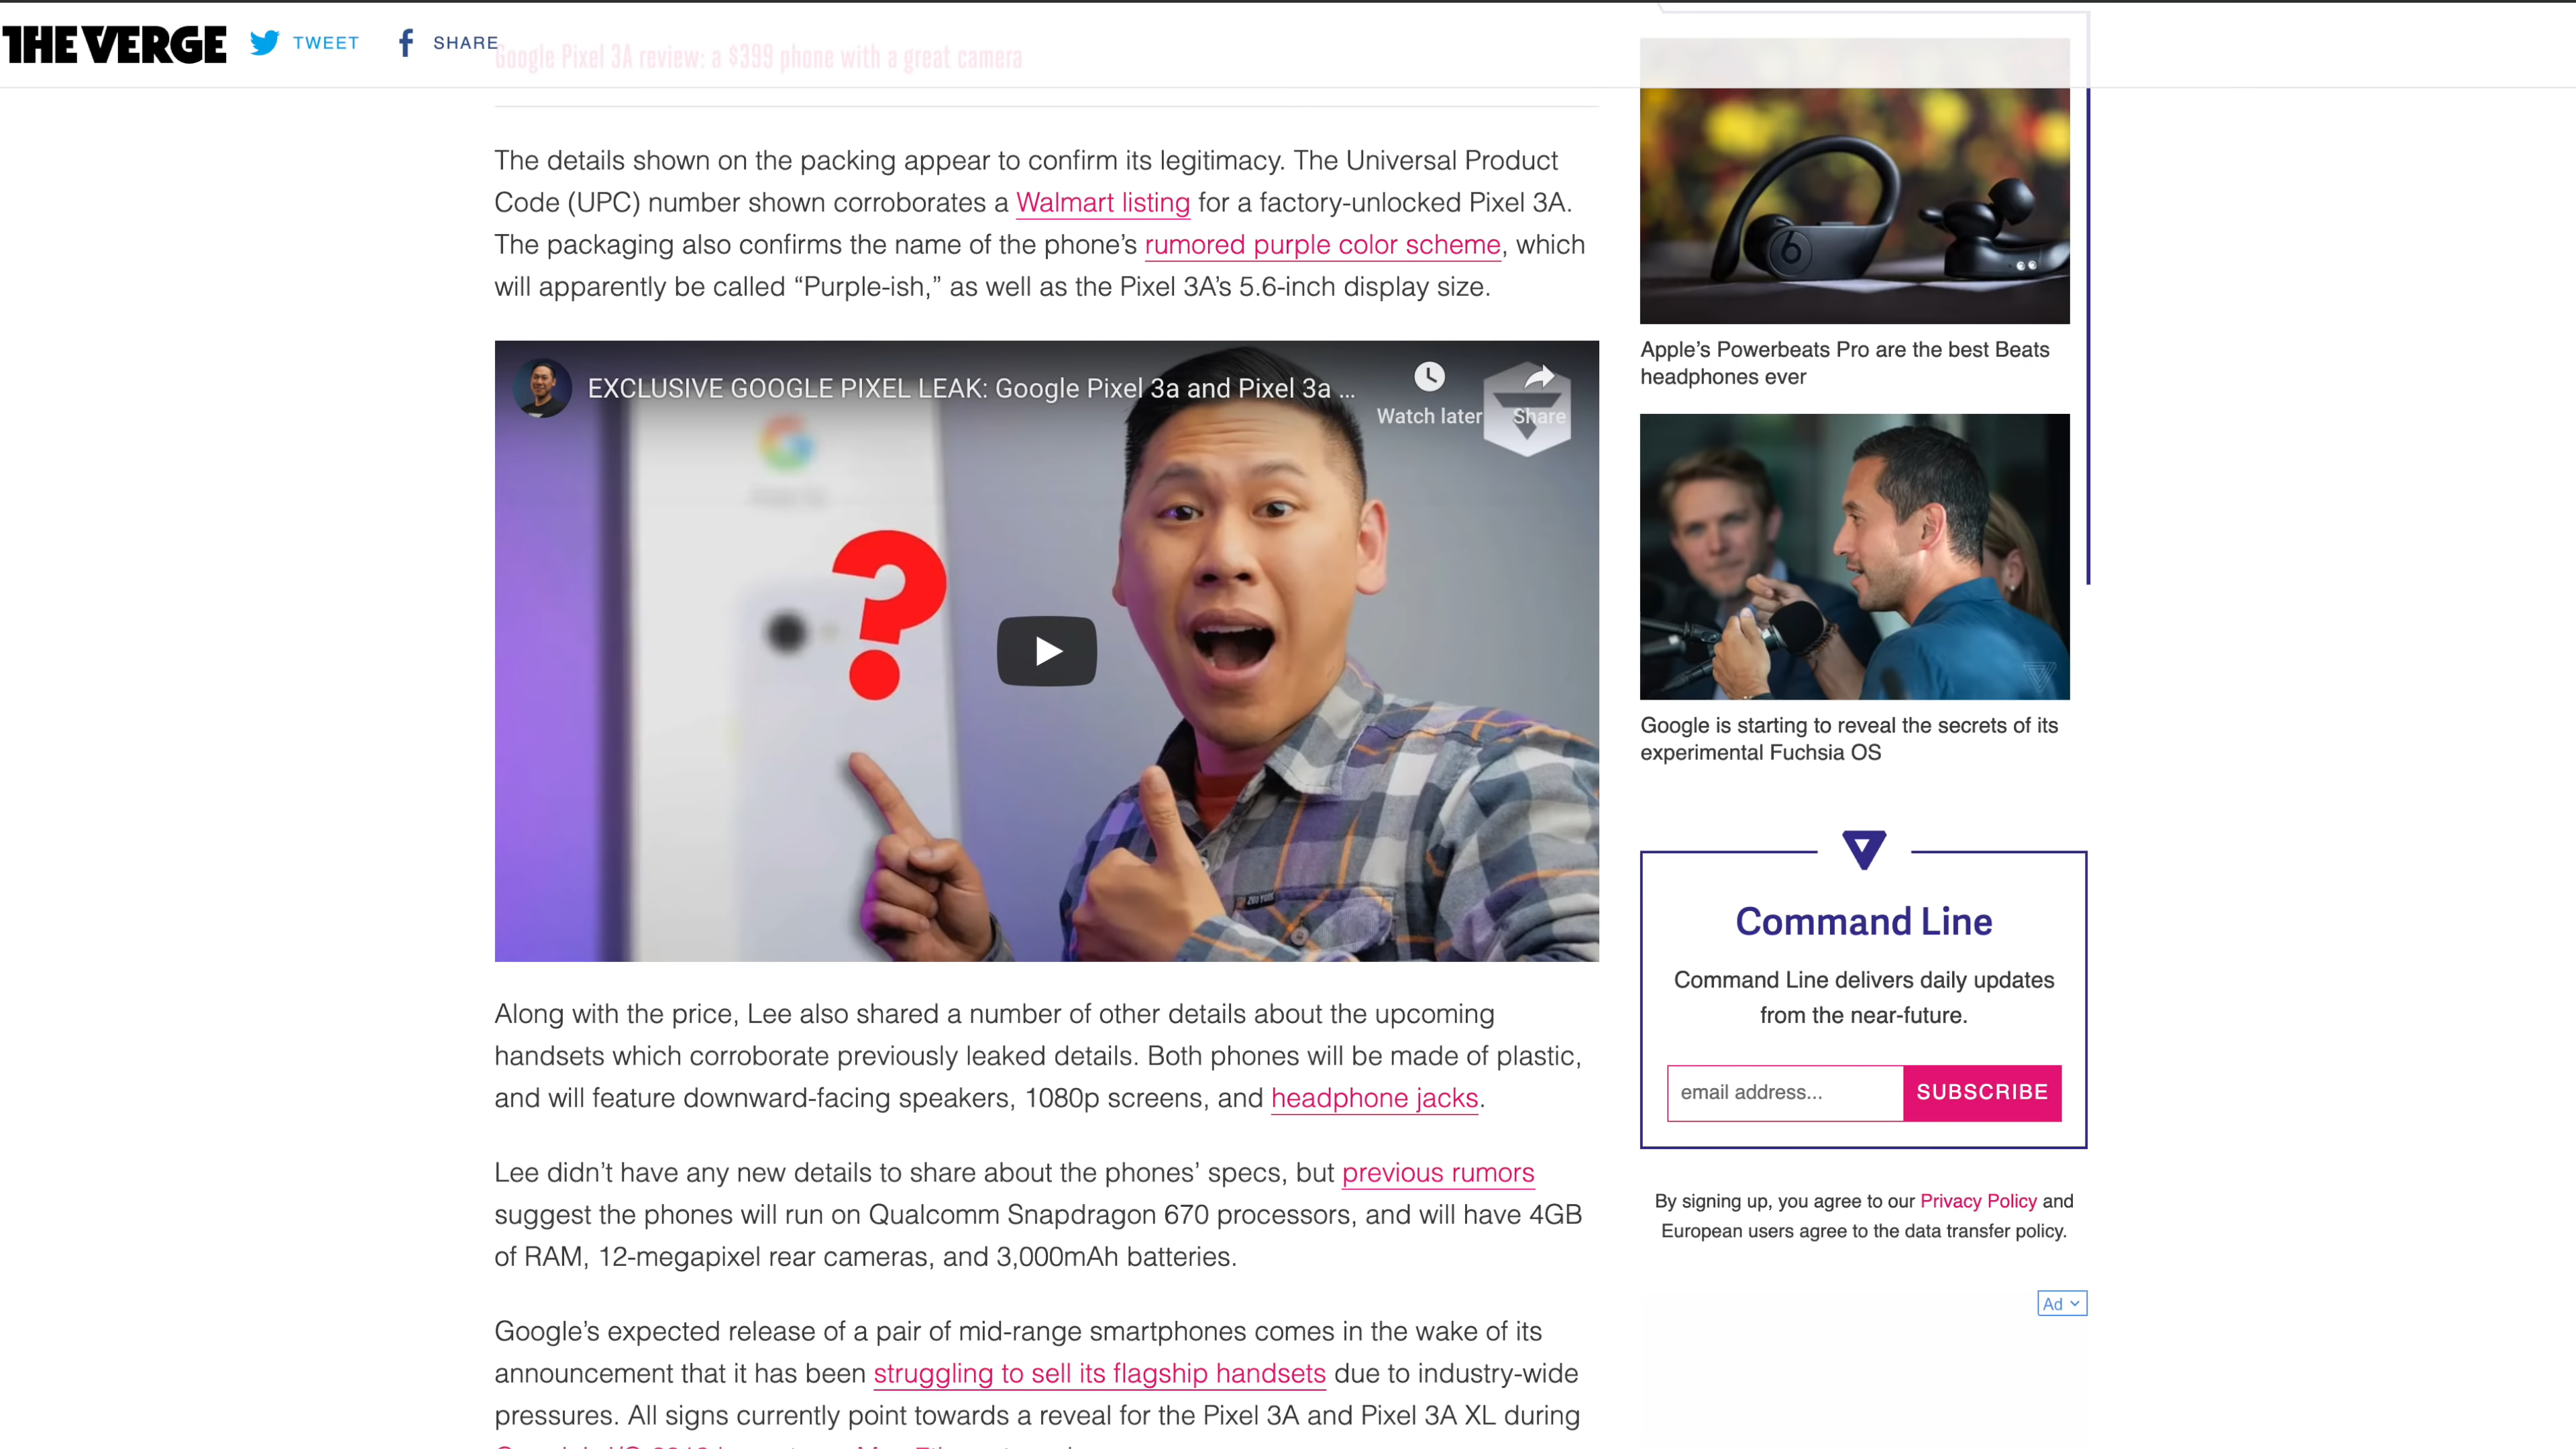 THE VERGE
TWEET
SHARE
Google Pixel 3A review: a $399 phone with a great camera
The details shown on the packing appear to confirm its legitimacy. The Universal Product
Code (UPC) number shown corroborates a Walmart listing for a factory-unlocked Pixel 3A.
The packaging also confirms the name of the phone’s rumored purple color scheme, which
will apparently be called “Purple-ish,” as well as the Pixel 3A’s 5.6-inch display size.
EXCLUSIVE GOOGLE PIXEL LEAK: Google Pixel 3a and Pixel 3a ...
Watch later
Share
Along with the price, Lee also shared a number of other details about the upcoming
handsets which corroborate previously leaked details. Both phones will be made of plastic,
and will feature downward-facing speakers, 1080p screens, and headphone jacks.
Lee didn’t have any new details to share about the phones’ specs, but previous rumors
suggest the phones will run on Qualcomm Snapdragon 670 processors, and will have 4GB
of RAM, 12-megapixel rear cameras, and 3,000mAh batteries.
Google’s expected release of a pair of mid-range smartphones comes in the wake of its
announcement that it has been struggling to sell its flagship handsets due to industry-wide
pressures. All signs currently point towards a reveal for the Pixel 3A and Pixel 3A XL during
Apple’s Powerbeats Pro are the best Beats
headphones ever
Google is starting to reveal the secrets of its
experimental Fuchsia OS
Command Line
Command Line delivers daily updates
from the near-future.
email address...
SUBSCRIBE
By signing up, you agree to our Privacy Policy and
European users agree to the data transfer policy.
Ad